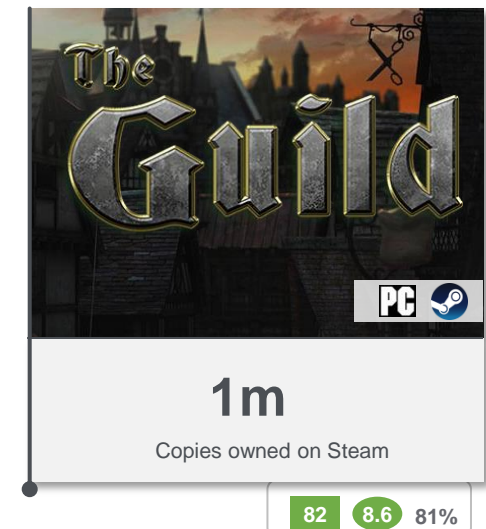 The
Guild
PC
1m
Copies owned on Steam
82 8.6 81%